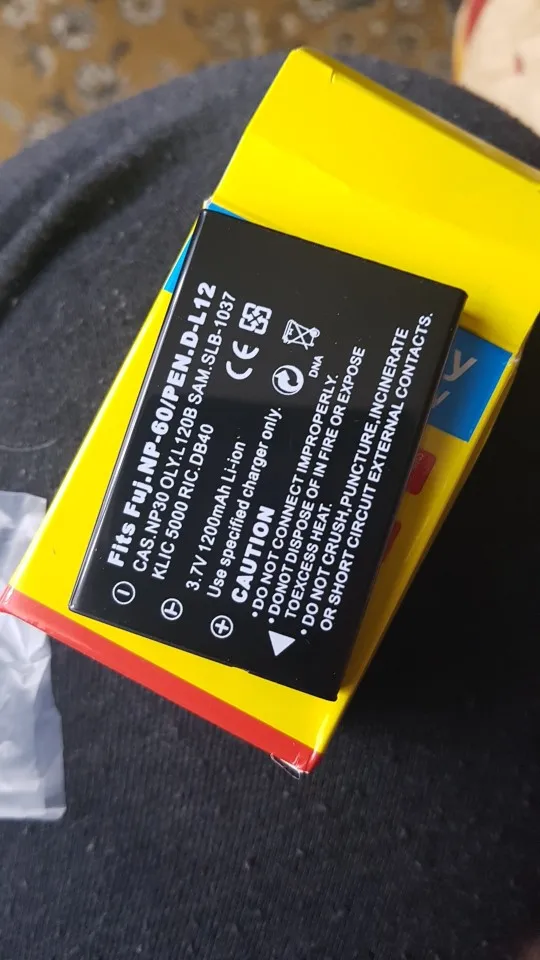 Fits Fuj.NP-60/PEN.D-L12
CAS.NP30 OLY.L120B SAM.SLB-1037
KLIC 5000 RIC.DB40
3.7V 1200mAh Li-ion
Use specified charger only.
CAUTION
• DO NOT CONNECT IMPROPERLY.
• DONOT DISPOSE OF IN FIRE OR EXPOSE
TOEXCESS HEAT.
• DO NOT CRUSH,PUNCTURE,INCINERATE
OR SHORT CIRCUIT EXTERNAL CONTACTS.
CE
DNA
T
y